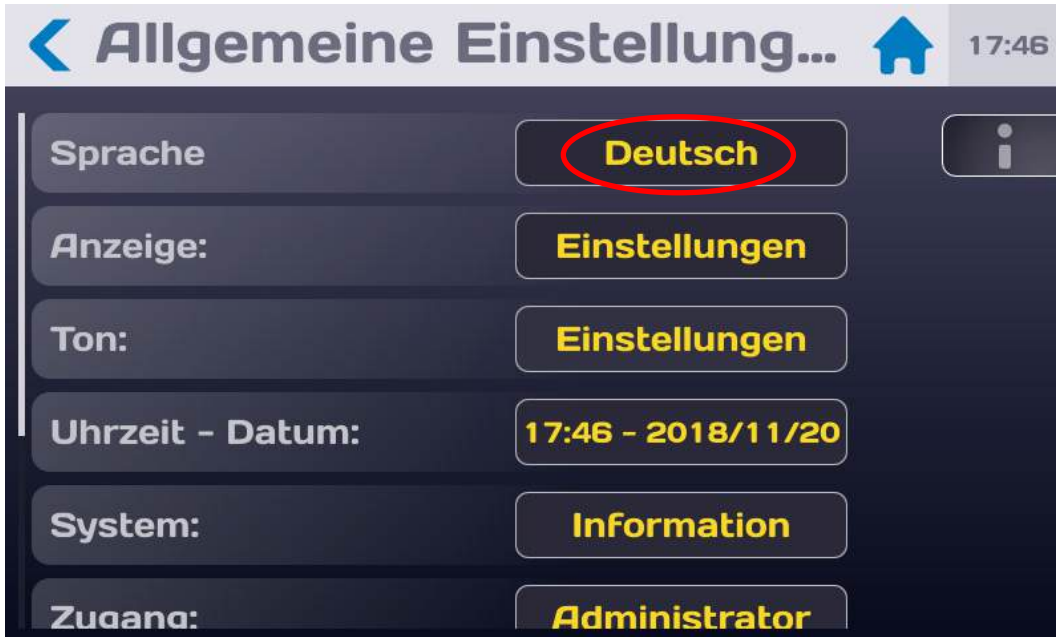 Allgemeine Einstellung... 17:46
Sprache Deutsch
Anzeige: Einstellungen
Ton: Einstellungen
Uhrzeit - Datum: 17:46 - 2018/11/20
System: Information
Zugang: Administrator